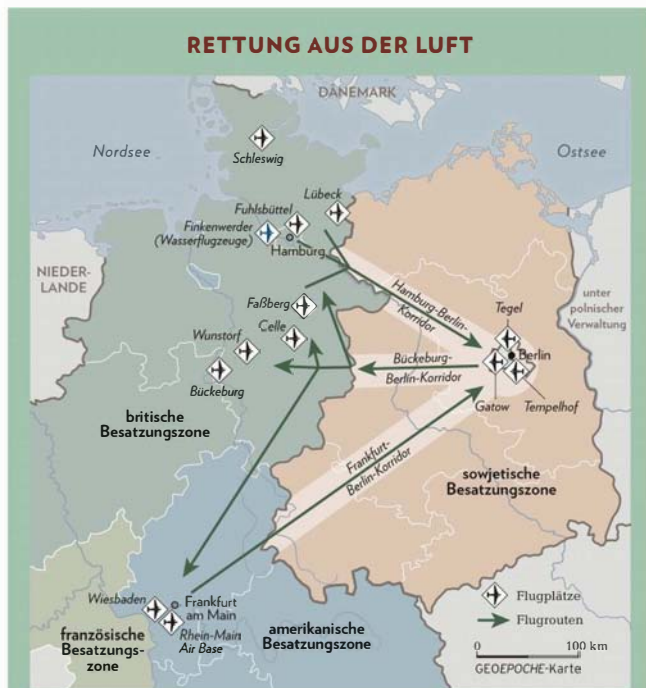 RETTUNG AUS DER LUFT
DÄNEMARK
Nordsee
Ostsee
Schleswig
Lübeck
Fuhlsbüttel
Finkenwerder
(Wasserflugzeuge)
Hamburg
NIEDER-
LANDE
Hamburg-Berlin-
Korridor
unter
polnischer
Verwaltung
Faßberg
Tegel
Celle
Wunstorf
Berlin
Bückeburg-
Berlin-Korridor
Bückeburg
Gatow
Tempelhof
britische
Besatzungszone
Frankfurt-
Berlin-Korridor
sowjetische
Besatzungszone
Wiesbaden
Frankfurt
am Main
Rhein-Main
Air Base
französische
Besatzungs-
zone
amerikanische
Besatzungszone
Flugplätze
Flugrouten
0 100 km
GEOEPOCHE-Karte